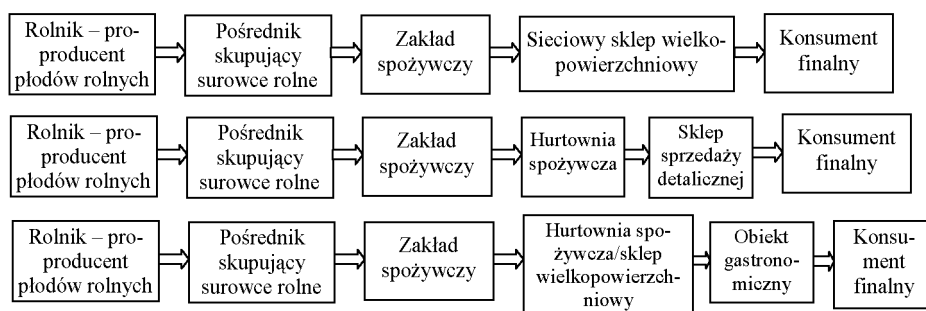 Rolnik – pro-
producent
płodów rolnych
Pośrednik
skupujący
surowce rolne
Zakład
spożywczy
Sieciowy sklep wielko-
powierzchniowy
Konsument
finalny
Rolnik – pro-
producent
płodów rolnych
Pośrednik
skupujący
surowce rolne
Zakład
spożywczy
Hurtownia
spożywcza
Sklep
sprzedaży
detalicznej
Konsument
finalny
Rolnik – pro-
producent
płodów rolnych
Pośrednik
skupujący
surowce rolne
Zakład
spożywczy
Hurtownia spo-
żywcza/sklep
wielkopowierzch-
niowy
Obiekt
gastrono-
miczny
Konsu-
ment
finalny